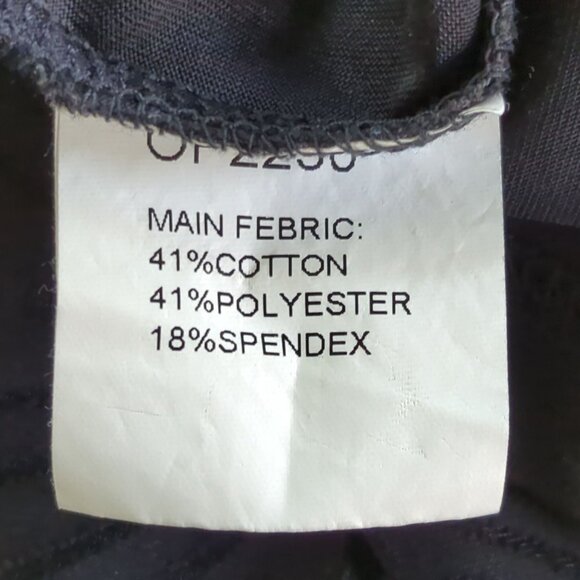 MAIN FEBRIC:
41%COTTON
41%POLYESTER
18%SPENDEX